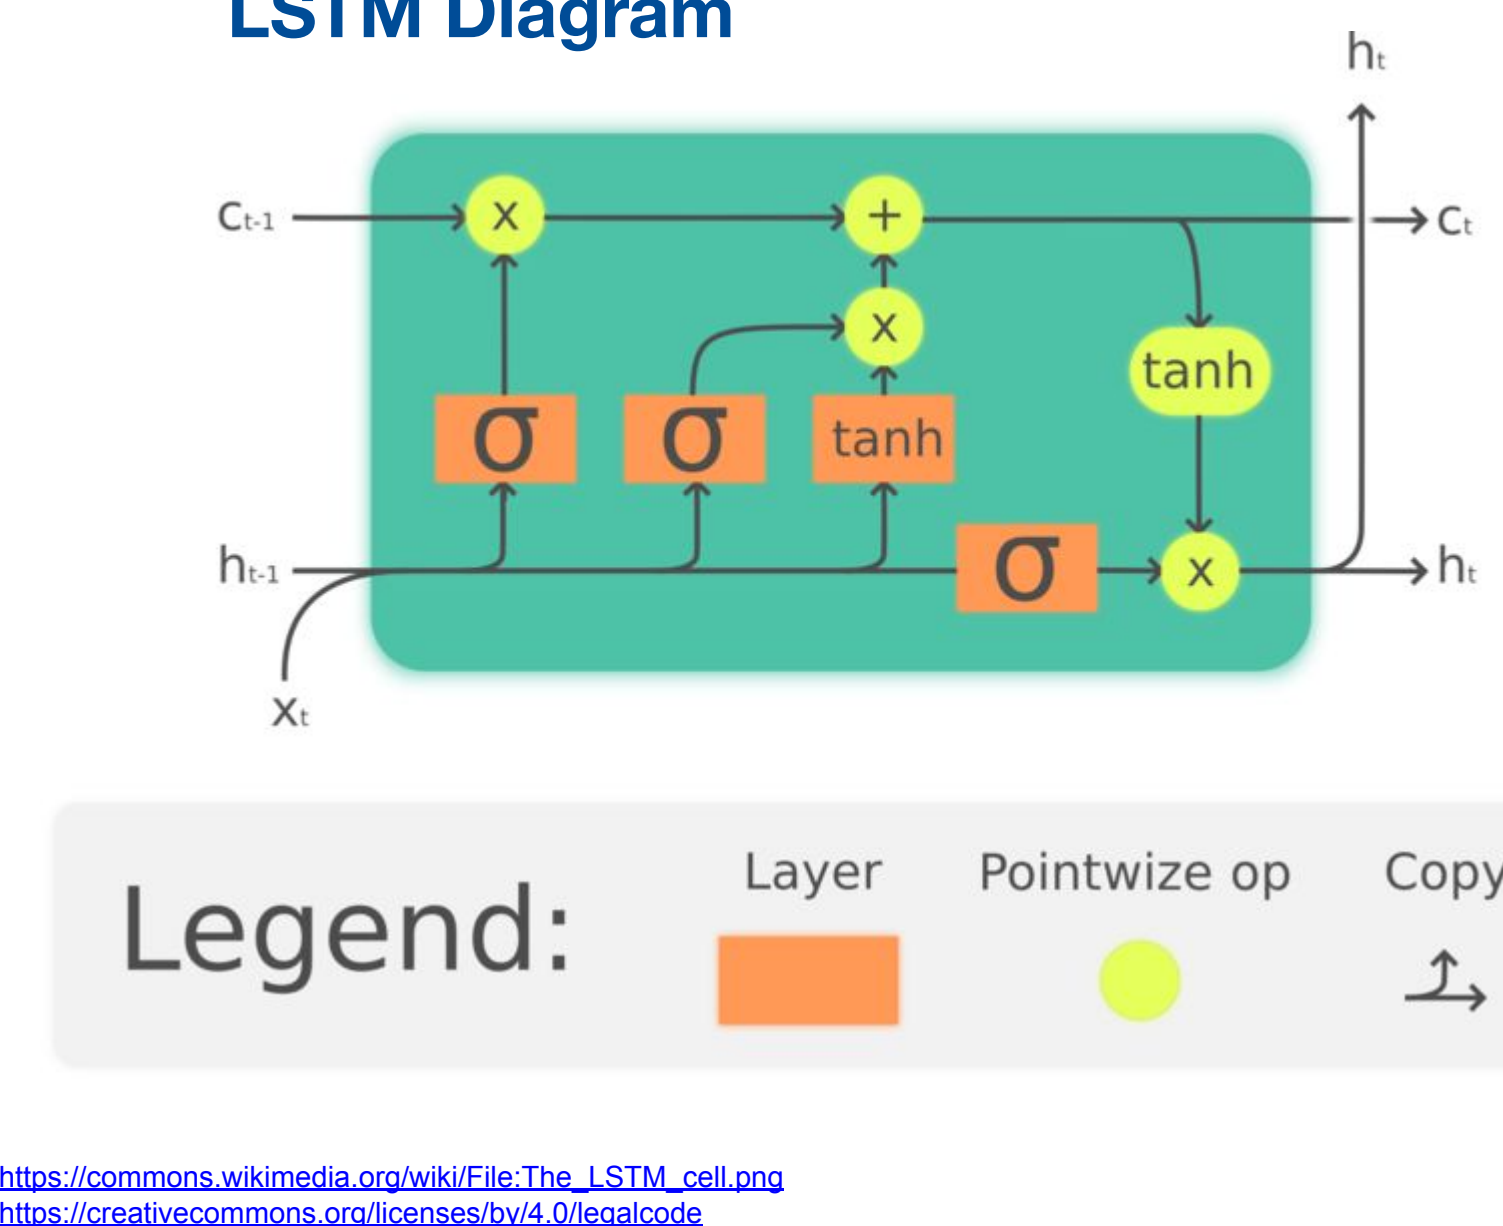 LSTM Diagram
ht
Ct-1 x + Ct
x
tanh
σ σ tanh
ht-1 σ x ht
xt
Legend: Layer Pointwize op Copy
https://commons.wikimedia.org/wiki/File:The_LSTM_cell.png
https://creativecommons.org/licenses/by/4.0/legalcode